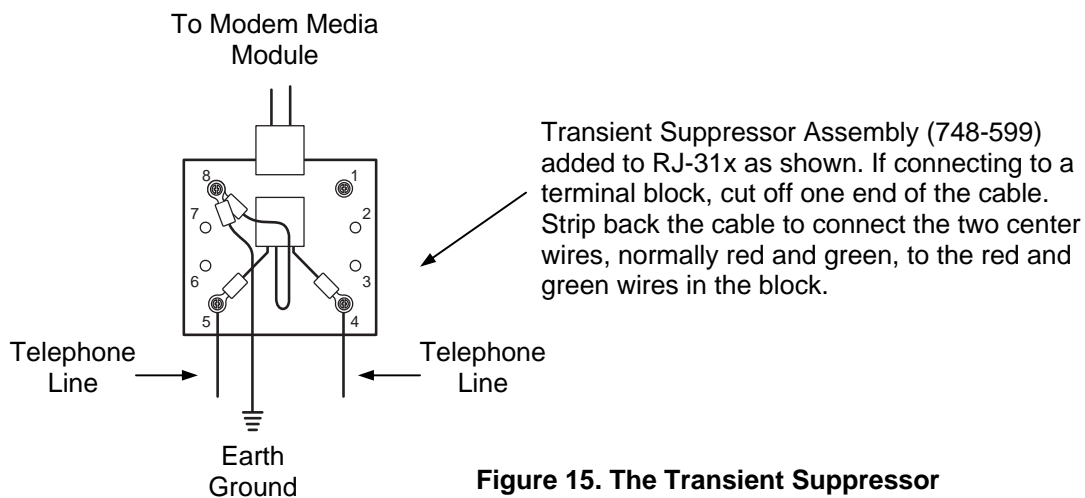 To Modem Media
Module
8
1
7
2
6
3
5
4
Transient Suppressor Assembly (748-599)
added to RJ-31x as shown. If connecting to a
terminal block, cut off one end of the cable.
Strip back the cable to connect the two center
wires, normally red and green, to the red and
green wires in the block.
Telephone
Line
Telephone
Line
Earth
Ground
Figure 15. The Transient Suppressor